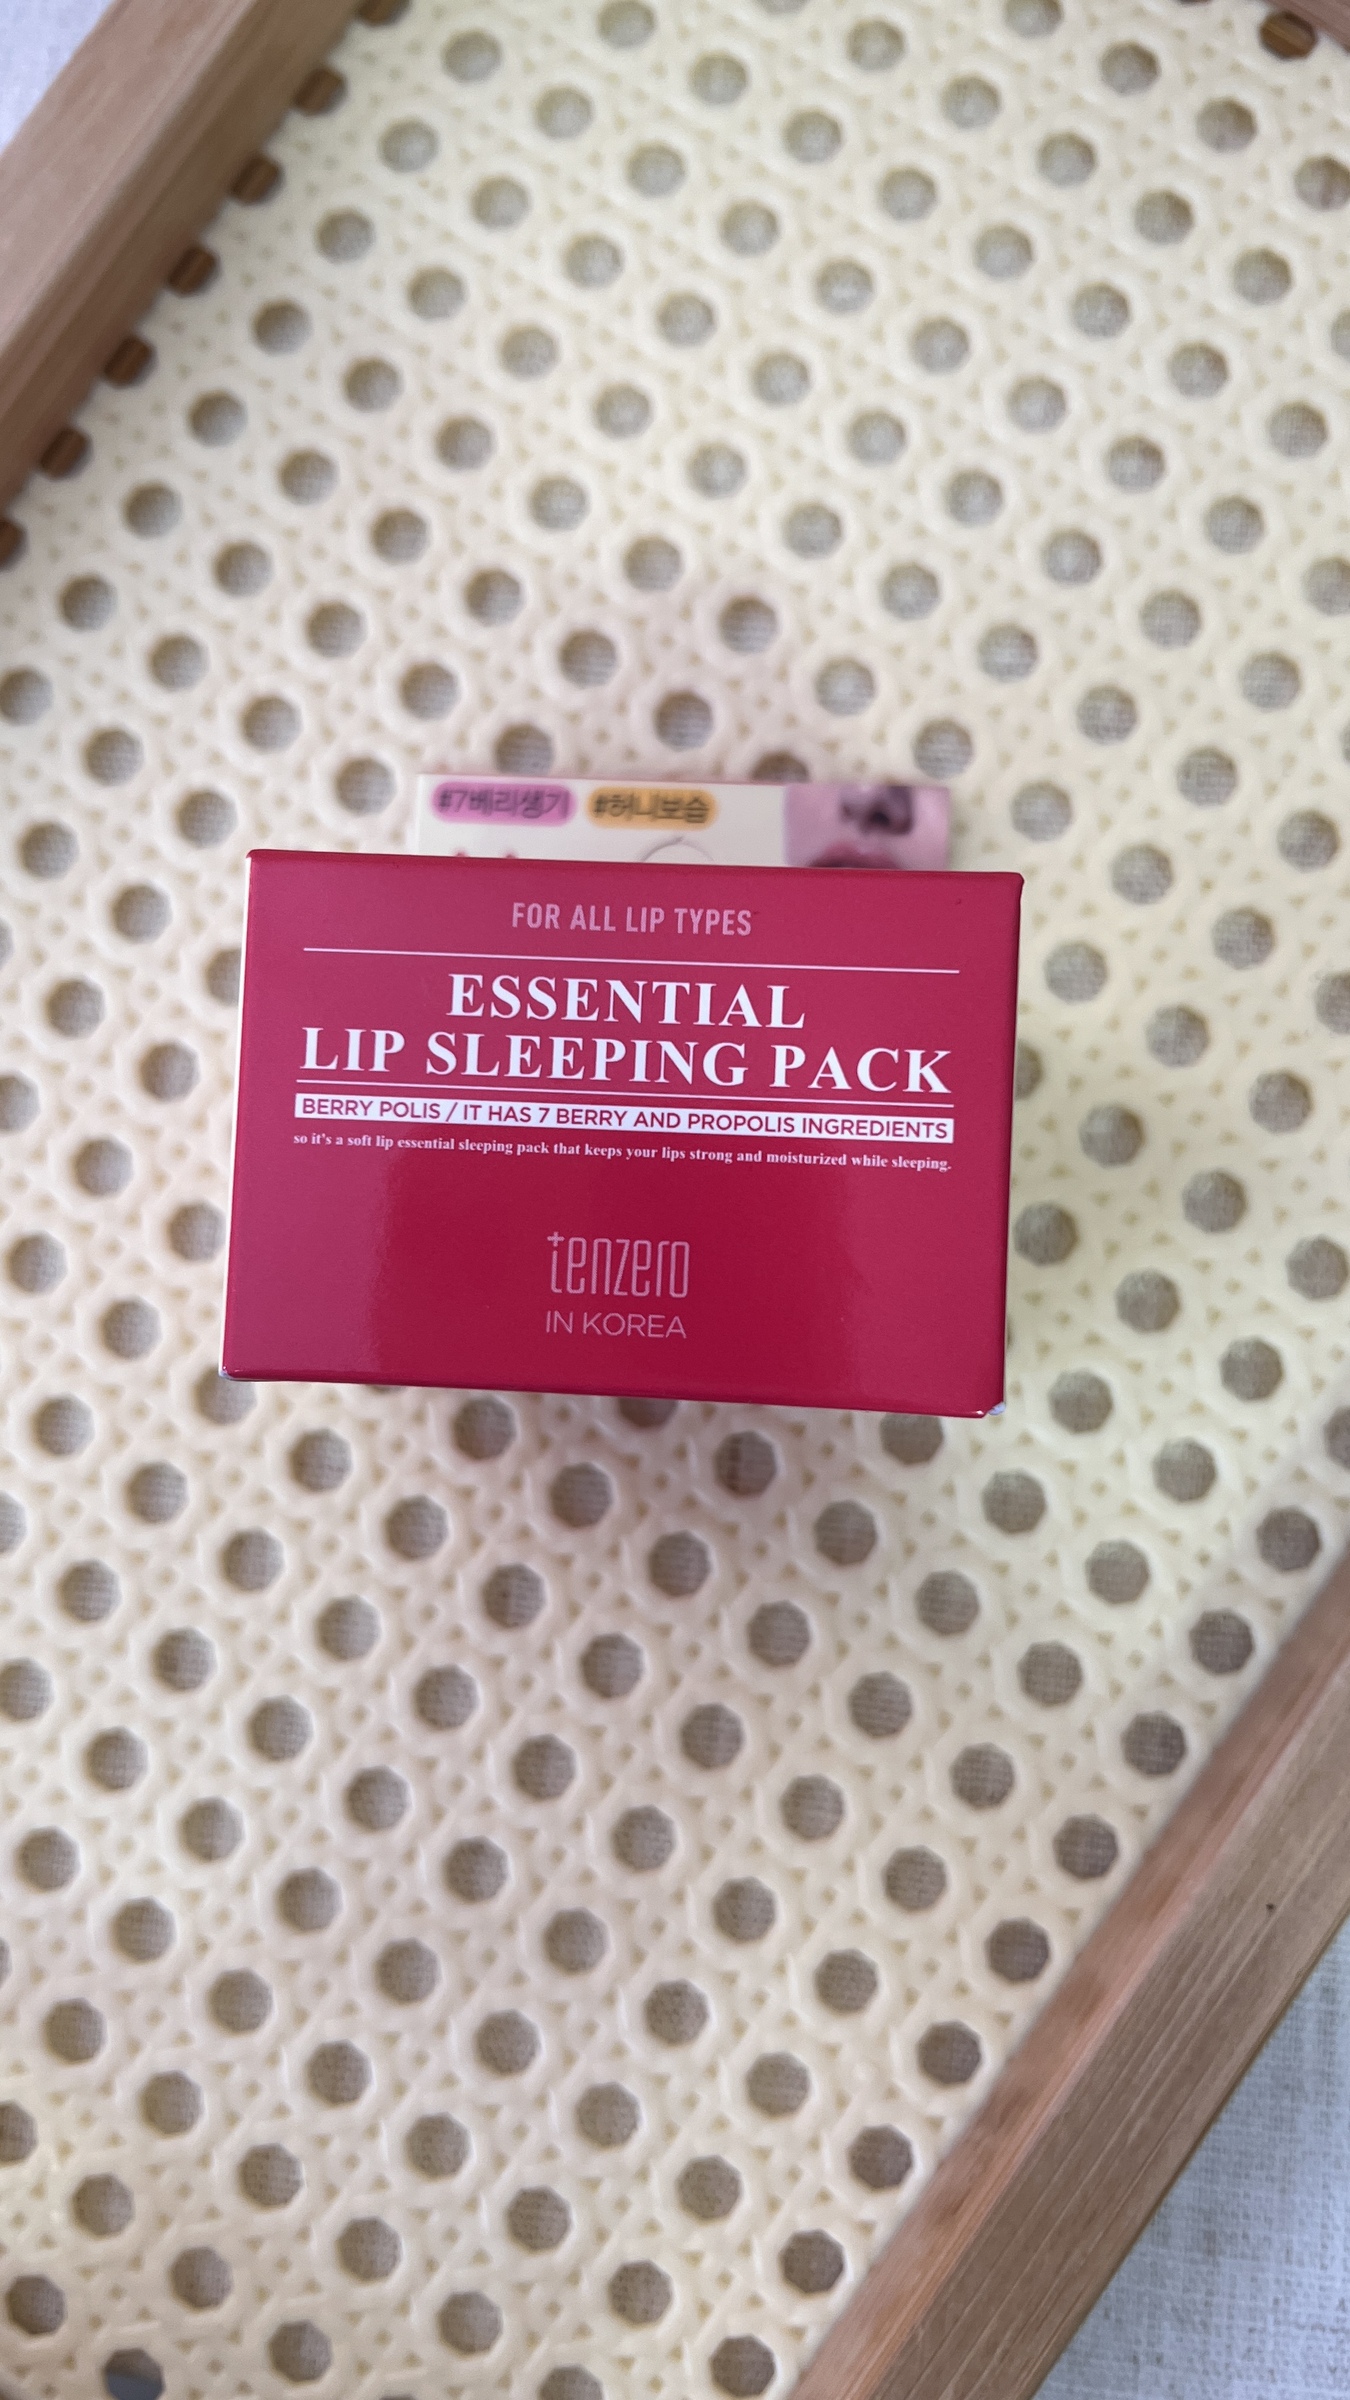 #7베리생기 #허니보습
FOR ALL LIP TYPES
ESSENTIAL
LIP SLEEPING PACK
BERRY POLIS / IT HAS 7 BERRY AND PROPOLIS INGREDIENTS
so it's a soft lip essential sleeping pack that keeps your lips strong and moisturized while sleeping.
tenzero
IN KOREA